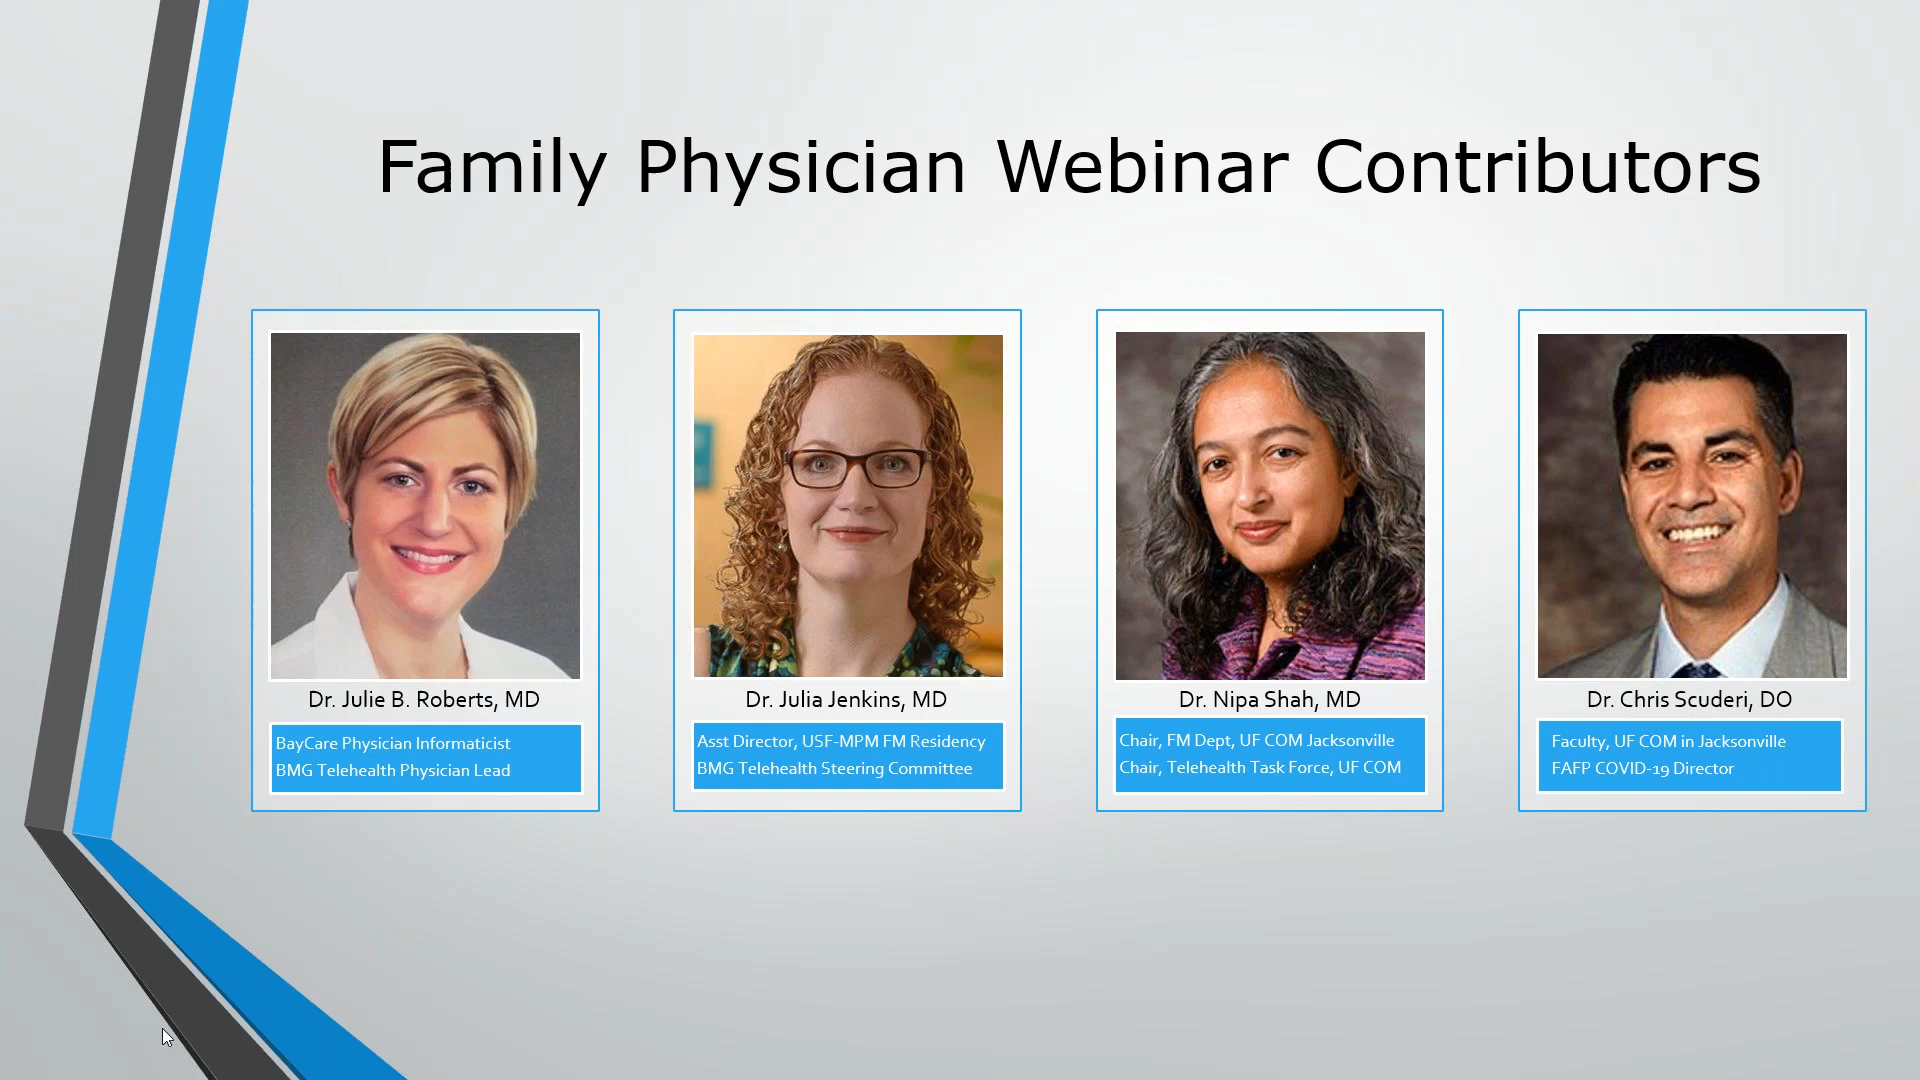 Family Physician Webinar Contributors
Dr. Julie B. Roberts, MD
BayCare Physician Informaticist
BMG Telehealth Physician Lead
Dr. Julia Jenkins, MD
Asst Director, USF-MPM FM Residency
BMG Telehealth Steering Committee
Dr. Nipa Shah, MD
Chair, FM Dept, UF COM Jacksonville
Chair, Telehealth Task Force, UF COM
Dr. Chris Scuderi, DO
Faculty, UF COM in Jacksonville
FAFP COVID-19 Director